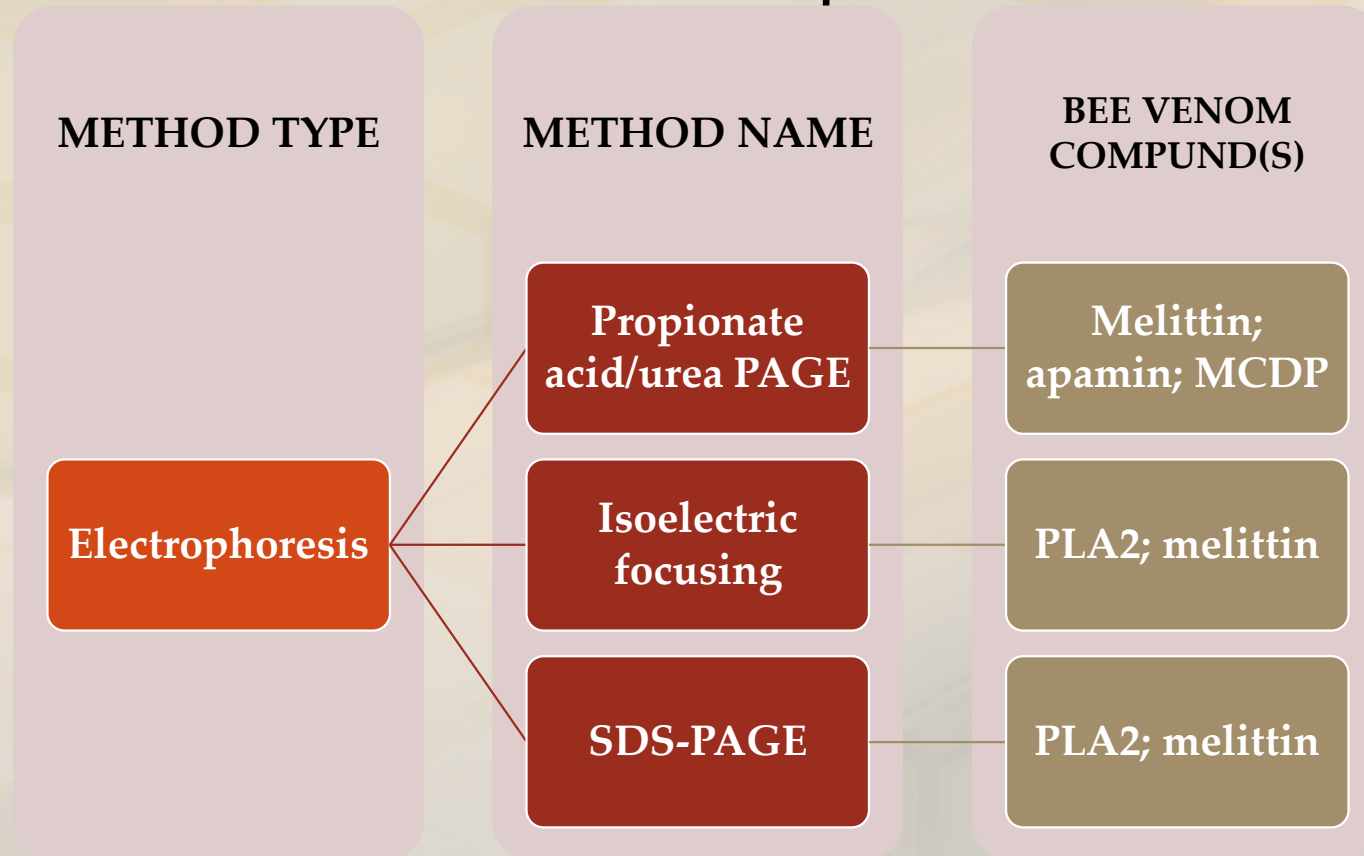 METHOD TYPE
METHOD NAME
BEE VENOM
COMPUND(S)
Electrophoresis
Propionate
acid/urea PAGE
Melittin;
apamin; MCDP
Isoelectric
focusing
PLA2; melittin
SDS-PAGE
PLA2; melittin